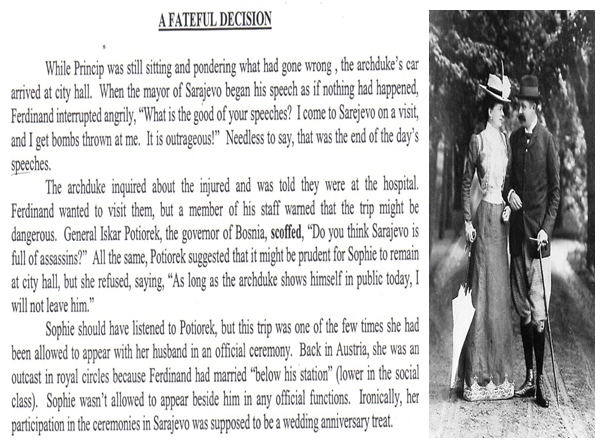 A FATEFUL DECISION
While Princip was still sitting and pondering what had gone wrong , the archduke's car
arrived at city hall. When the mayor of Sarajevo began his speech as if nothing had happened,
Ferdinand interrupted angrily, "What is the good of your speeches? I come to Sarejevo on a visit,
and I get bombs thrown at me. It is outrageous!" Needless to say, that was the end of the day's
speeches.
The archduke inquired about the injured and was told they were at the hospital.
Ferdinand wanted to visit them, but a member of his staff warned that the trip might be
dangerous. General Iskar Potiorek, the governor of Bosnia, scoffed, "Do you think Sarajevo is
full of assassins?" All the same, Potiorek suggested that it might be prudent for Sophie to remain
at city hall, but she refused, saying, "As long as the archduke shows himself in public today, I
will not leave him."
Sophie should have listened to Potiorek, but this trip was one of the few times she had
been allowed to appear with her husband in an official ceremony. Back in Austria, she was an
outcast in royal circles because Ferdinand had married "below his station" (lower in the social
class). Sophie wasn't allowed to appear beside him in any official functions. Ironically, her
participation in the ceremonies in Sarajevo was supposed to be a wedding anniversary treat.